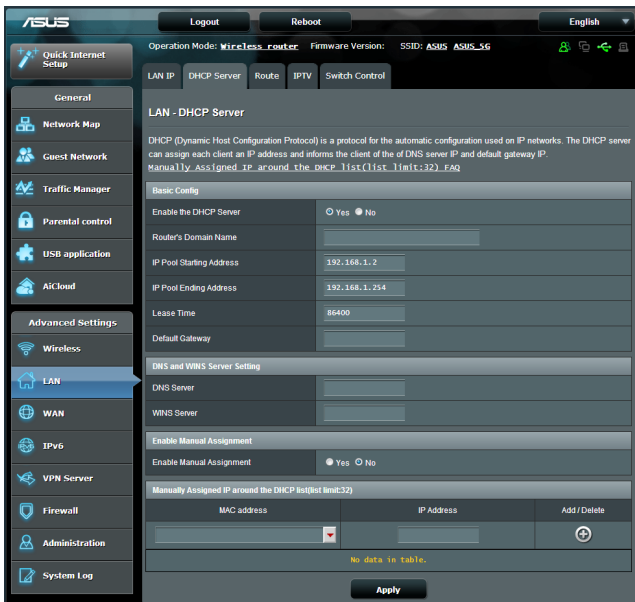 ASUS
Logout
Reboot
English
Quick Internet Setup
Operation Mode: Wireless router Firmware Version: SSID: ASUS ASUS_5G
LAN IP
DHCP Server
Route
IPTV
Switch Control
General
Network Map
Guest Network
Traffic Manager
Parental control
USB application
AiCloud
Advanced Settings
Wireless
LAN
WAN
IPv6
VPN Server
Firewall
Administration
System Log
LAN - DHCP Server
DHCP (Dynamic Host Configuration Protocol) is a protocol for the automatic configuration used on IP networks. The DHCP server
can assign each client an IP address and informs the client of the of DNS server IP and default gateway IP.
Manually Assigned IP around the DHCP list(list limit:32) FAQ
Basic Config
Enable the DHCP Server Yes No
Router's Domain Name
IP Pool Starting Address 192.168.1.2
IP Pool Ending Address 192.168.1.254
Lease Time 86400
Default Gateway
DNS and WINS Server Setting
DNS Server
WINS Server
Enable Manual Assignment
Enable Manual Assignment Yes No
Manually Assigned IP around the DHCP list(list limit:32)
MAC address IP Address Add / Delete
No data in table.
Apply